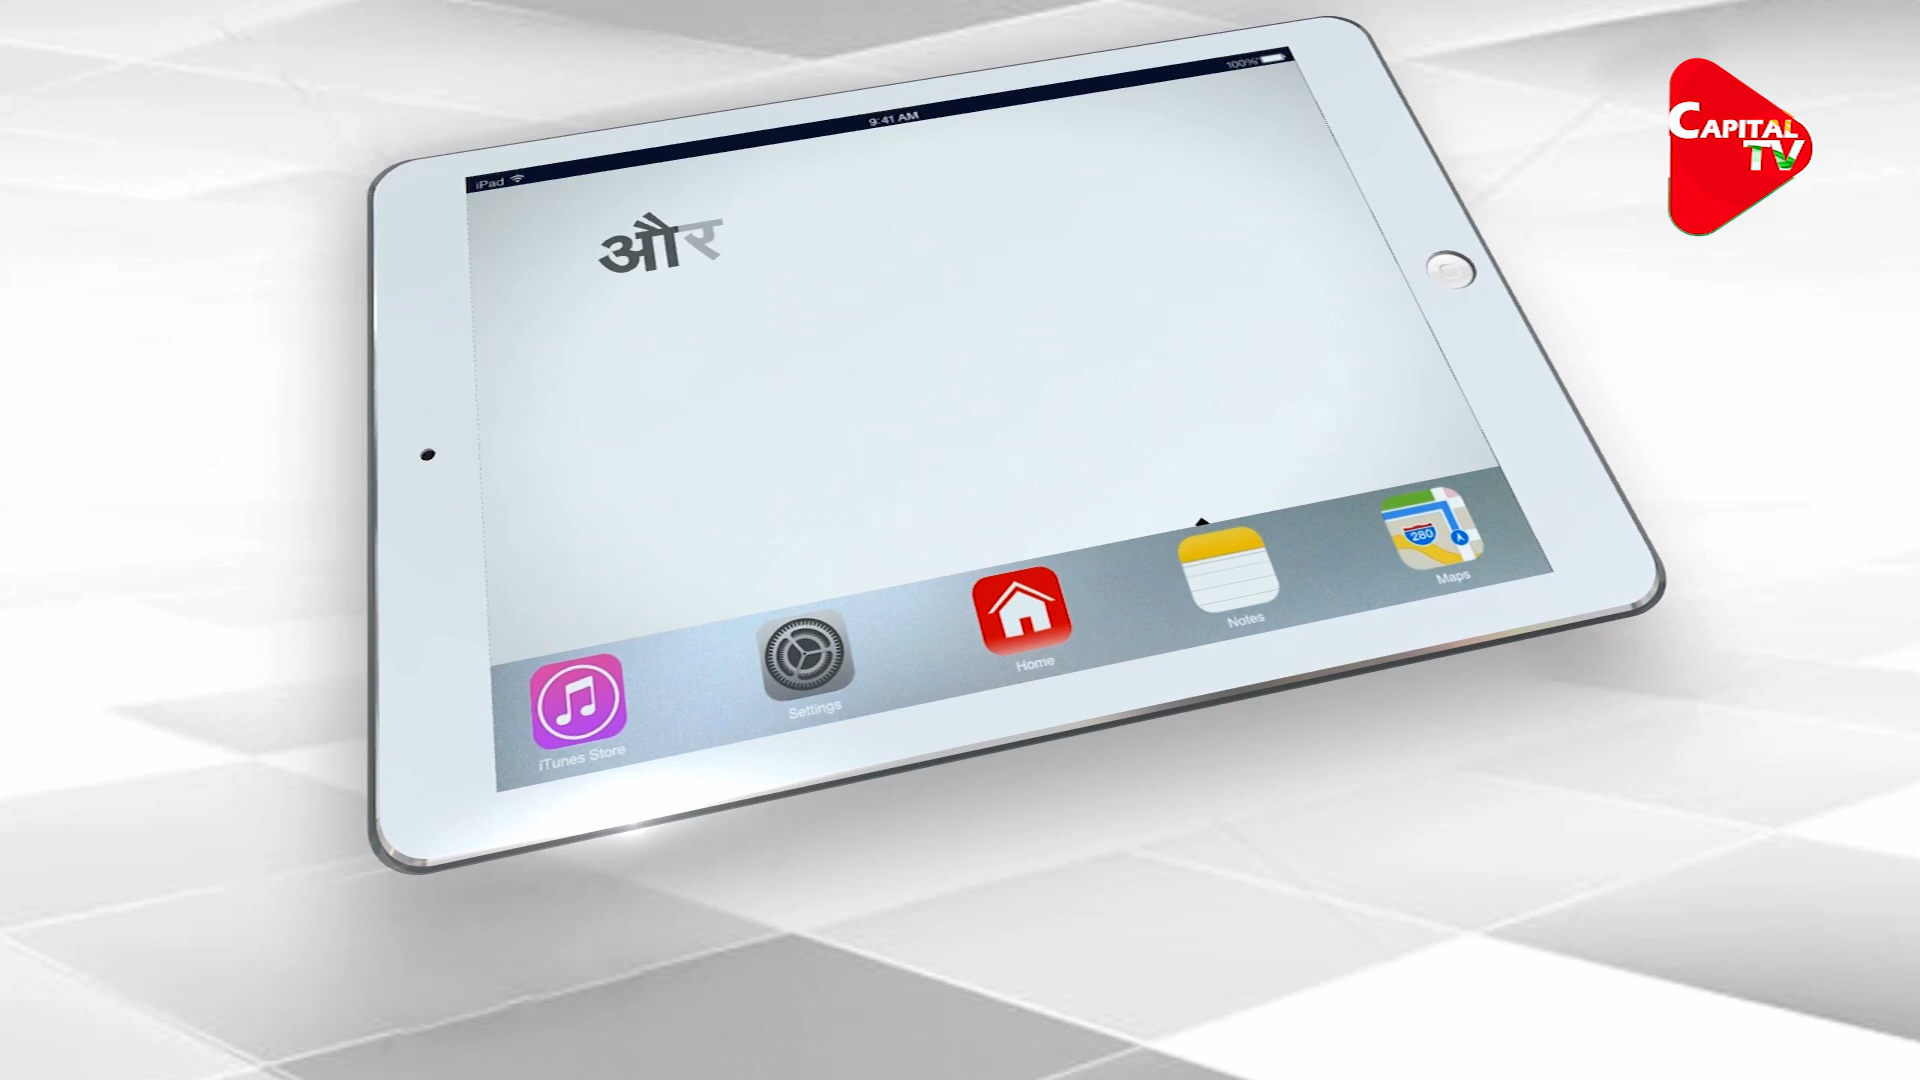 CAPITAL
TV
iPad
9:41 AM
100%
और
280
iTunes Store
Settings
Home
Notes
Maps